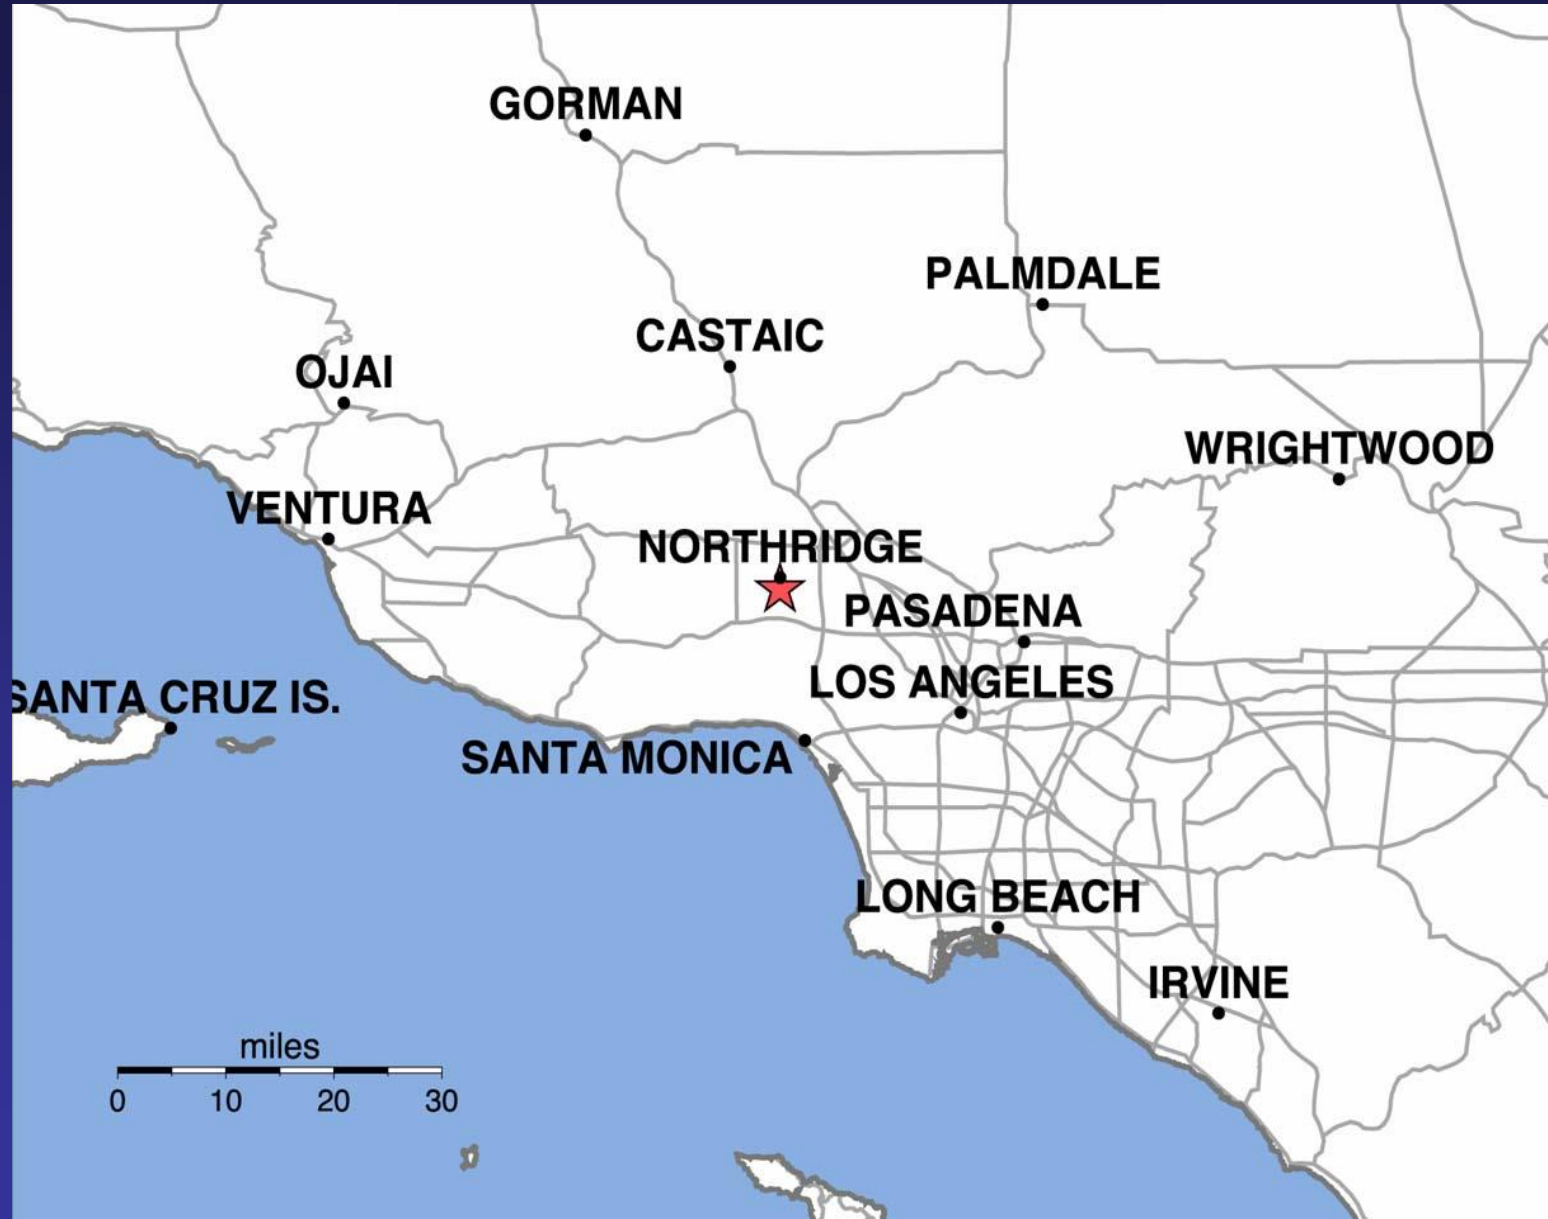 GORMAN
PALMDALE
CASTAIC
OJAI
WRIGHTWOOD
VENTURA
NORTHRIDGE
PASADENA
LOS ANGELES
SANTA CRUZ IS.
SANTA MONICA
LONG BEACH
IRVINE
miles
0 10 20 30